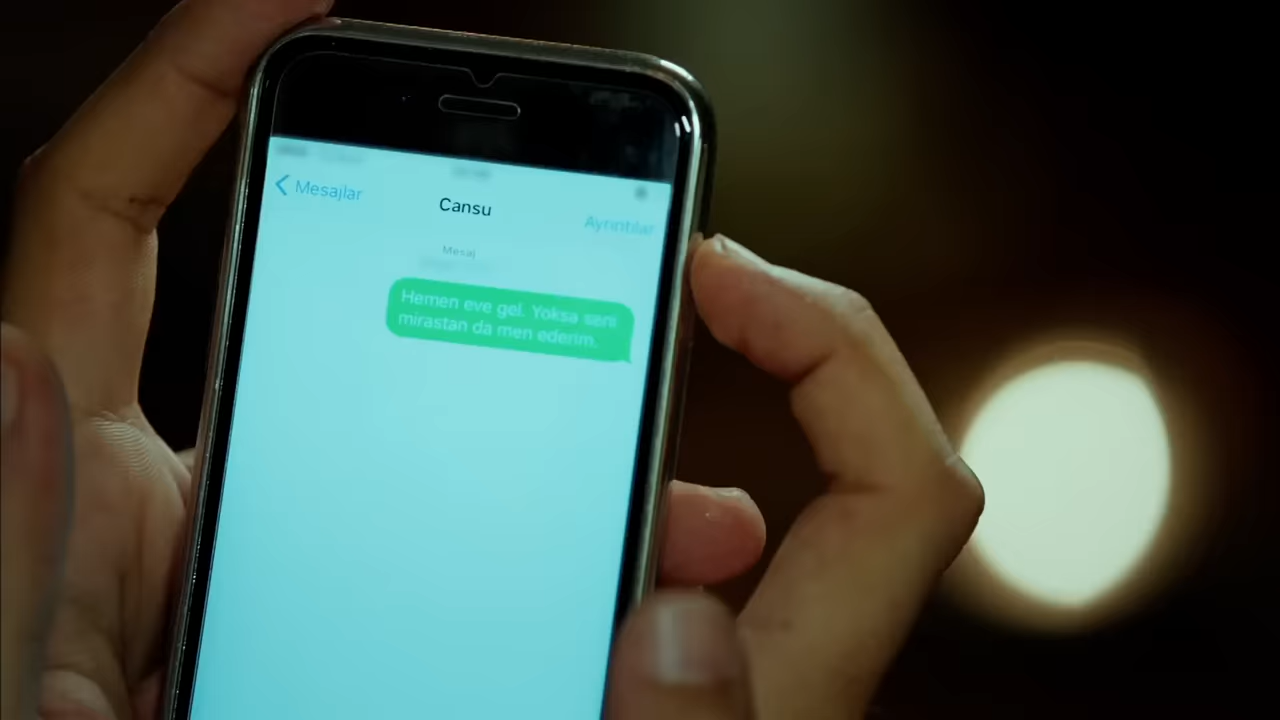 Mesajlar
Cansu
Ayrıntılar
Mesaj
Hemen eve gel. Yoksa seni
mirastan da men ederim.